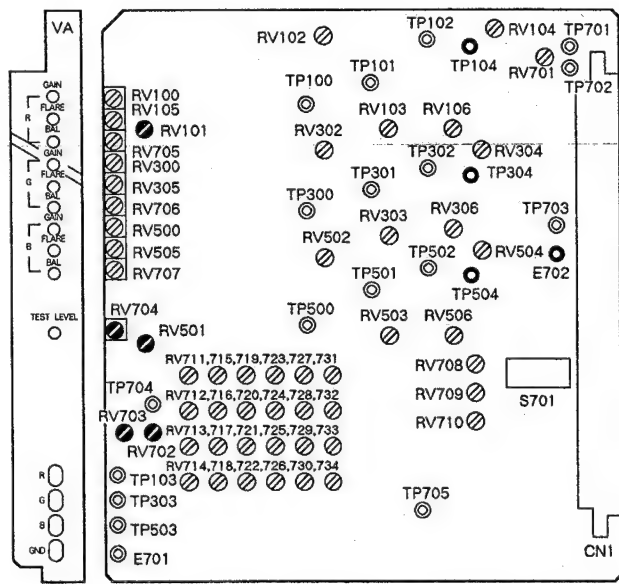 VA
GAIN
FLARE
R
BAL
GAIN
FLARE
G
BAL
GAIN
FLARE
B
BAL
TEST LEVEL
R
G
B
GND
RV102
TP102
RV104
TP701
TP104
RV701
TP702
TP100
TP101
RV100
RV105
RV101
RV103
RV106
RV705
RV302
RV300
TP302
RV304
TP304
RV305
TP301
RV706
TP300
TP703
RV500
RV303
RV306
RV505
RV502
TP502
RV504
E702
RV707
TP501
TP504
RV704
RV501
TP500
RV503
RV506
RV711,715,719,723,727,731
RV708
S701
TP704
RV712,716,720,724,728,732
RV709
RV703
RV710
RV702
RV713,717,721,725,729,733
RV714,718,722,726,730,734
TP103
TP303
TP705
TP503
E701
CN1